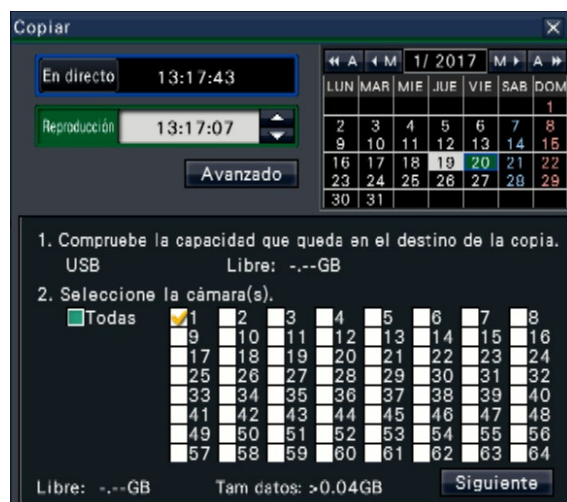 Copiar
En directo 13:17:43
Reproducción 13:17:07
Avanzado
A M 1/ 2017 M A
LUN MAR MIE JUE VIE SAB DOM
1
2 3 4 5 6 7 8
9 10 11 12 13 14 15
16 17 18 19 20 21 22
23 24 25 26 27 28 29
30 31
1. Compruebe la capacidad que queda en el destino de la copia.
USB Libre: -.--GB
2. Seleccione la cámara(s).
Todas 1 2 3 4 5 6 7 8
9 10 11 12 13 14 15 16
17 18 19 20 21 22 23 24
25 26 27 28 29 30 31 32
33 34 35 36 37 38 39 40
41 42 43 44 45 46 47 48
49 50 51 52 53 54 55 56
57 58 59 60 61 62 63 64
Libre: -.--GB Tam datos: >0.04GB Siguiente